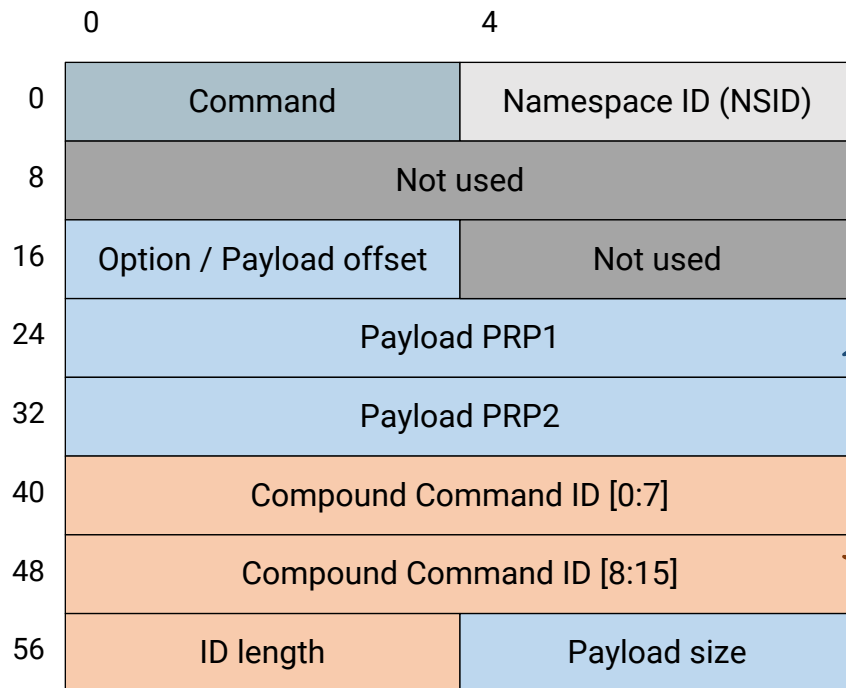 0 4
0 Command Namespace ID (NSID)
8 Not used
16 Option / Payload offset Not used
24 Payload PRP1
32 Payload PRP2
40 Compound Command ID [0:7]
48 Compound Command ID [8:15]
56 ID length Payload size